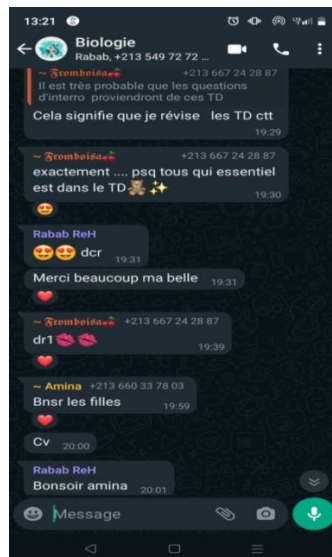 13:21
Biologie
Rabab, +213 549 72 72 ...
~ Fromboisa🍒 +213 667 24 28 87
Il est très probable que les questions
d'interro proviendront de ces TD
Cela signifie que je révise les TD ctt
19:29
~ Fromboisa🍒 +213 667 24 28 87
exactement .... psq tous qui essentiel
est dans le TD🧸✨
19:30
Rabab ReH
😍😍 dcr 19:31
Merci beaucoup ma belle 19:31
~ Fromboisa🍒 +213 667 24 28 87
dr1💋💋
19:39
~ Amina +213 660 33 78 03
Bnsr les filles 19:59
Cv 20:00
Rabab ReH
Bonsoir amina 20:01
Message